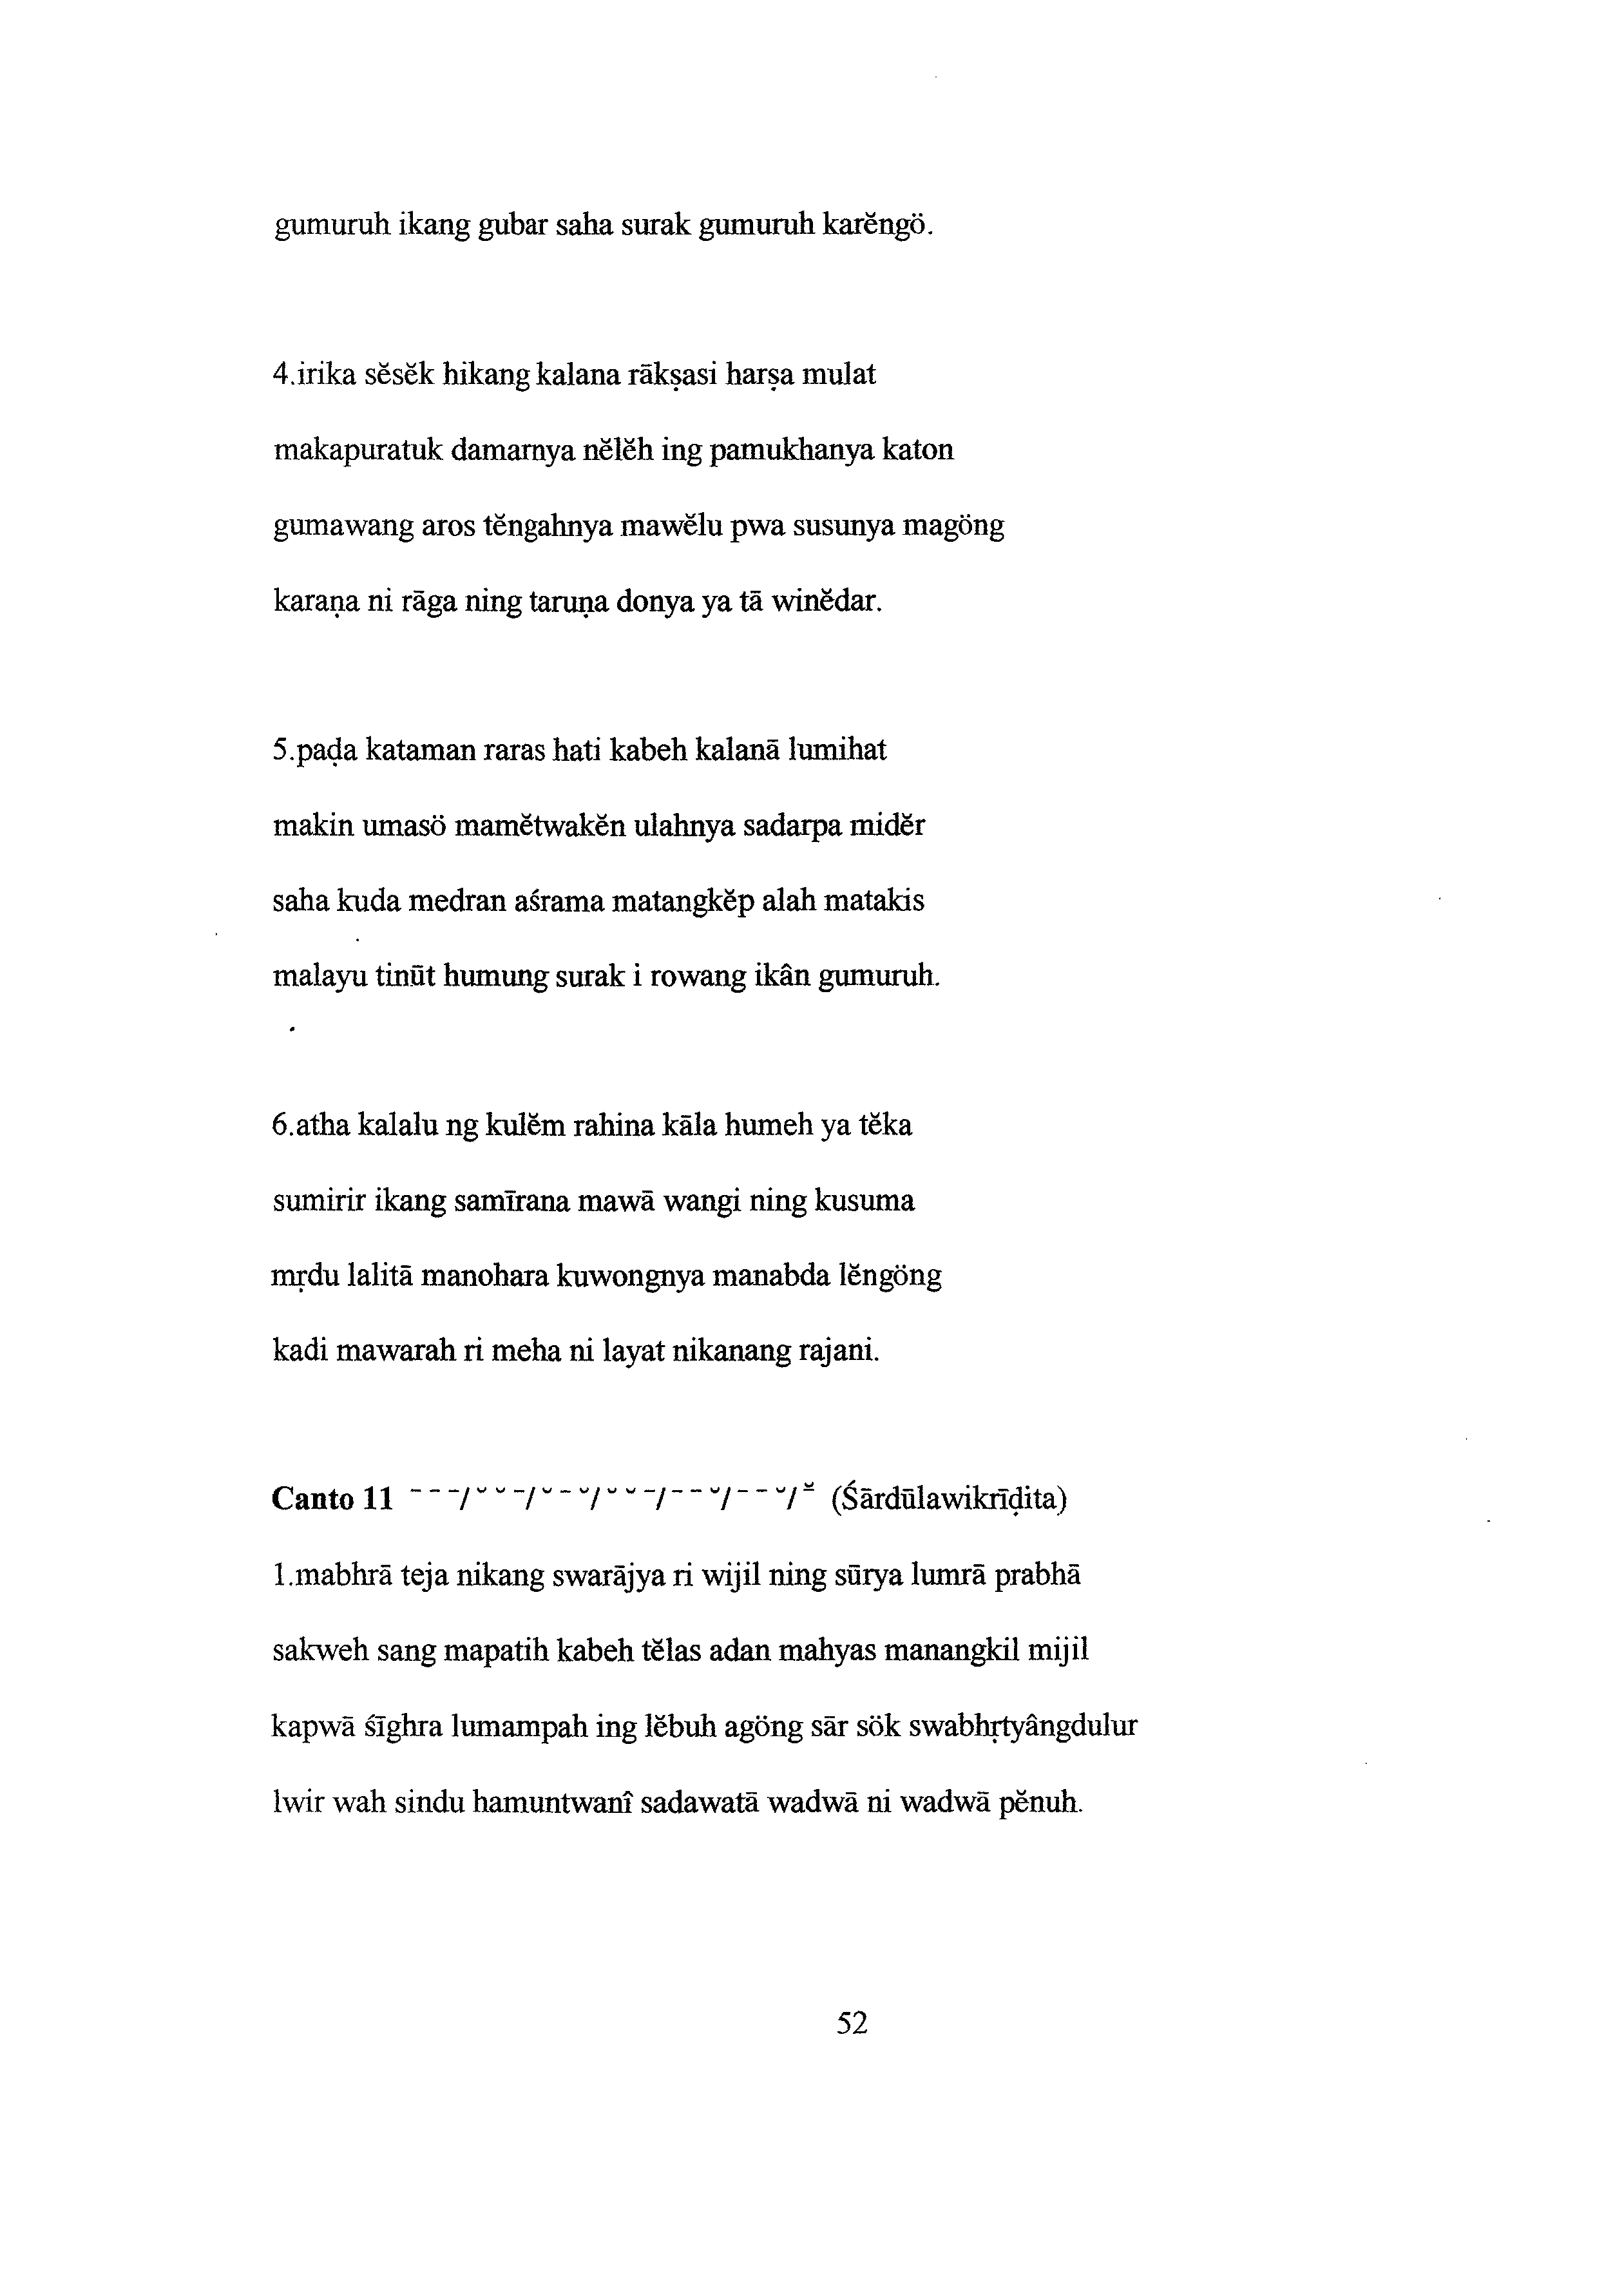 gumuruh ikang gubar saha surak gumuruh karĕngö.
4.irika sĕsĕk hikang kalana rākṣasi harṣa mulat
makapuratuk damarnya nĕlĕh ing pamukhanya katon
gumawang aros tĕngahnya mawĕlu pwa susunya magöng
karaṇa ni rāga ning taruṇa donya ya tā winĕdar.
5.paḍa kataman raras hati kabeh kalanā lumihat
makin umasö mamĕtwakĕn ulahnya sadarpa midĕr
saha kuda medran aśrama matangkĕp alah matakis
malayu tinūt humung surak i rowang ikân gumuruh.
6.atha kalalu ng kulĕm rahina kāla humeh ya tĕka
sumirir ikang samīrana mawā wangi ning kusuma
mṛdu lalitā manohara kuwongnya manabda lĕngöng
kadi mawarah ri meha ni layat nikanang rajani.
Canto 11 ¯ ¯ ¯/˘ ˘ ¯/˘ ¯ ˘/˘ ˘ ¯/¯ ¯ ˘/¯ ¯ ˘/⏓ (Śārdūlawikrīḍita)
1.mabhrā teja nikang swarājya ri wijil ning sūrya lumrā prabhā
sakweh sang mapatih kabeh tĕlas adan mahyas manangkil mijil
kapwā śīghra lumampah ing lĕbuh agöng sār sök swabhṛtyângdulur
lwir wah sindu hamuntwanî sadawatā wadwā ni wadwā pĕnuh.
52